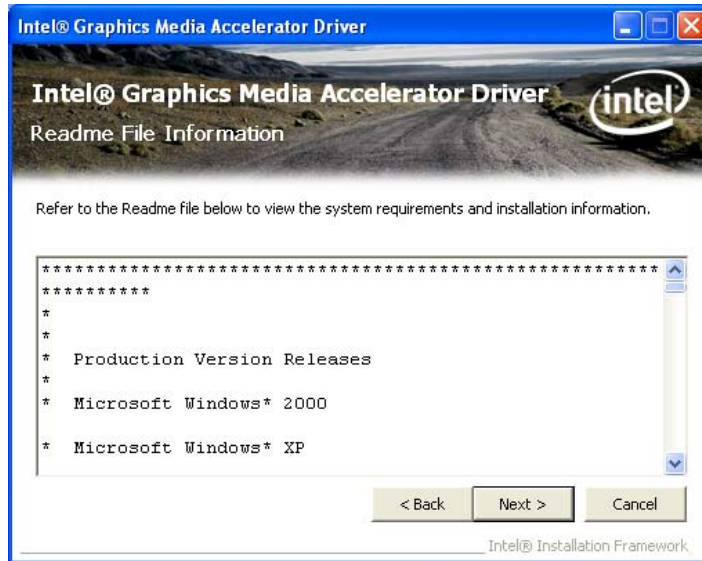 Intel® Graphics Media Accelerator Driver
Intel® Graphics Media Accelerator Driver
intel
Readme File Information
Refer to the Readme file below to view the system requirements and installation information.
*********************************************************
**********
*
*
* Production Version Releases
*
* Microsoft Windows* 2000
* Microsoft Windows* XP
< Back Next > Cancel
Intel® Installation Framework